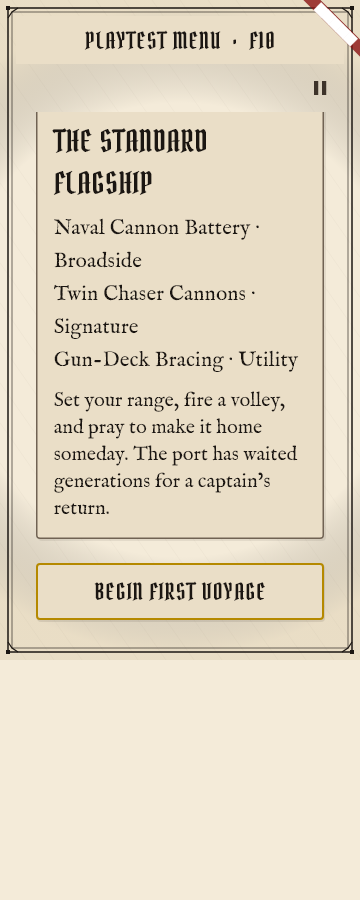 PLAYTEST MENU · F10
THE STANDARD
FLAGSHIP
Naval Cannon Battery ·
Broadside
Twin Chaser Cannons ·
Signature
Gun-Deck Bracing · Utility
Set your range, fire a volley,
and pray to make it home
someday. The port has waited
generations for a captain's
return.
BEGIN FIRST VOYAGE